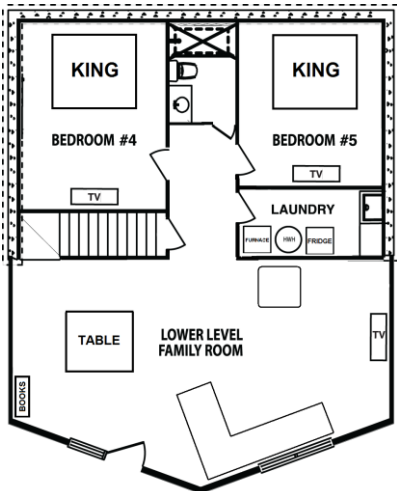 KING
KING
BEDROOM #4
BEDROOM #5
TV
TV
LAUNDRY
FURNACE
HWH
FRIDGE
TABLE
LOWER LEVEL
FAMILY ROOM
TV
BOOKS